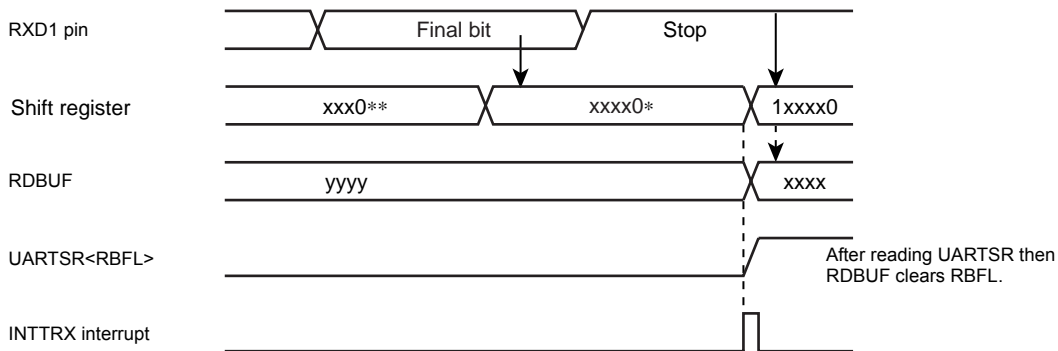 RXD1 pin
Final bit
Stop
Shift register
xxx0**
xxxx0*
1xxxx0
RDBUF
yyyy
xxxx
UARTSR<RBFL>
After reading UARTSR then
RDBUF clears RBFL.
INTTRX interrupt